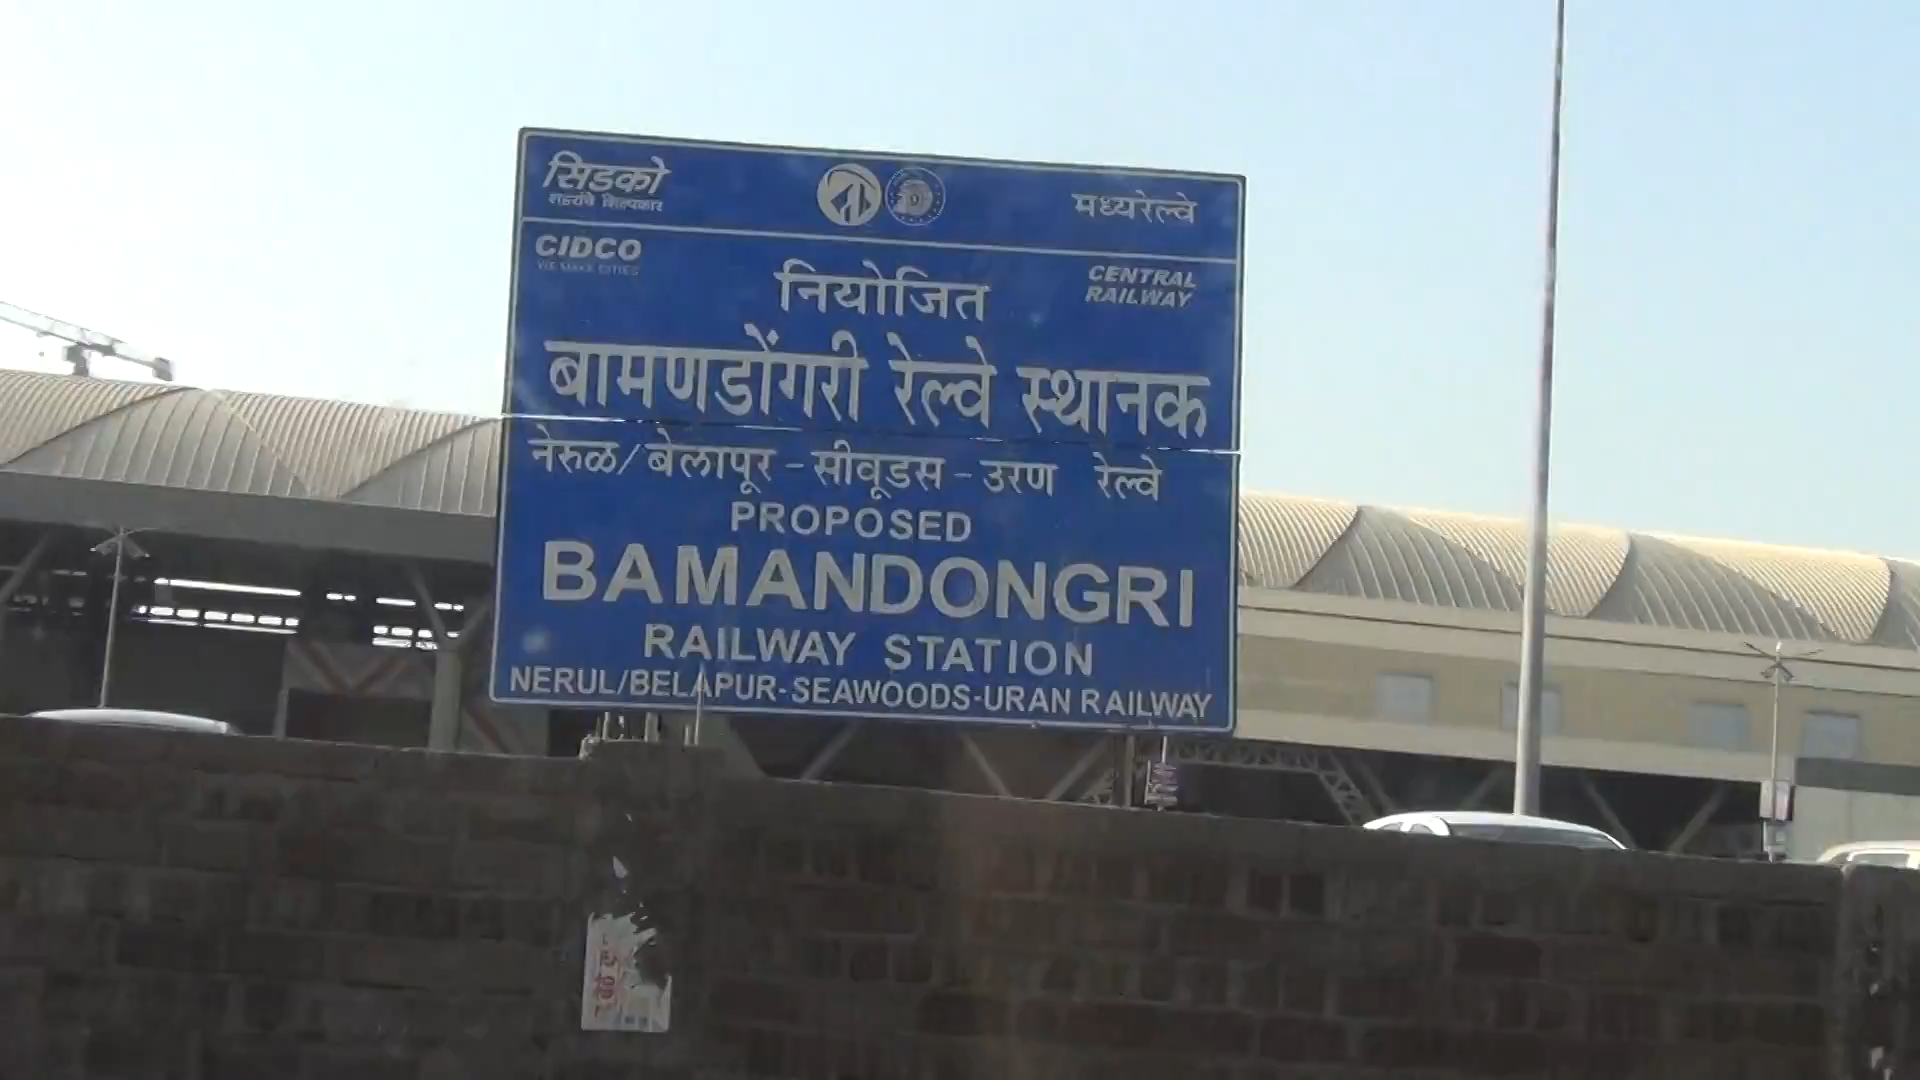 सिडको
शहरांचे शिल्पकार
मध्यरेल्वे
CIDCO
WE MAKE CITIES
CENTRAL
RAILWAY
नियोजित
बामणडोंगरी रेल्वे स्थानक
नेरुळ/बेलापूर-सीवूडस-उरण रेल्वे
PROPOSED
BAMANDONGRI
RAILWAY STATION
NERUL/BELAPUR-SEAWOODS-URAN RAILWAY